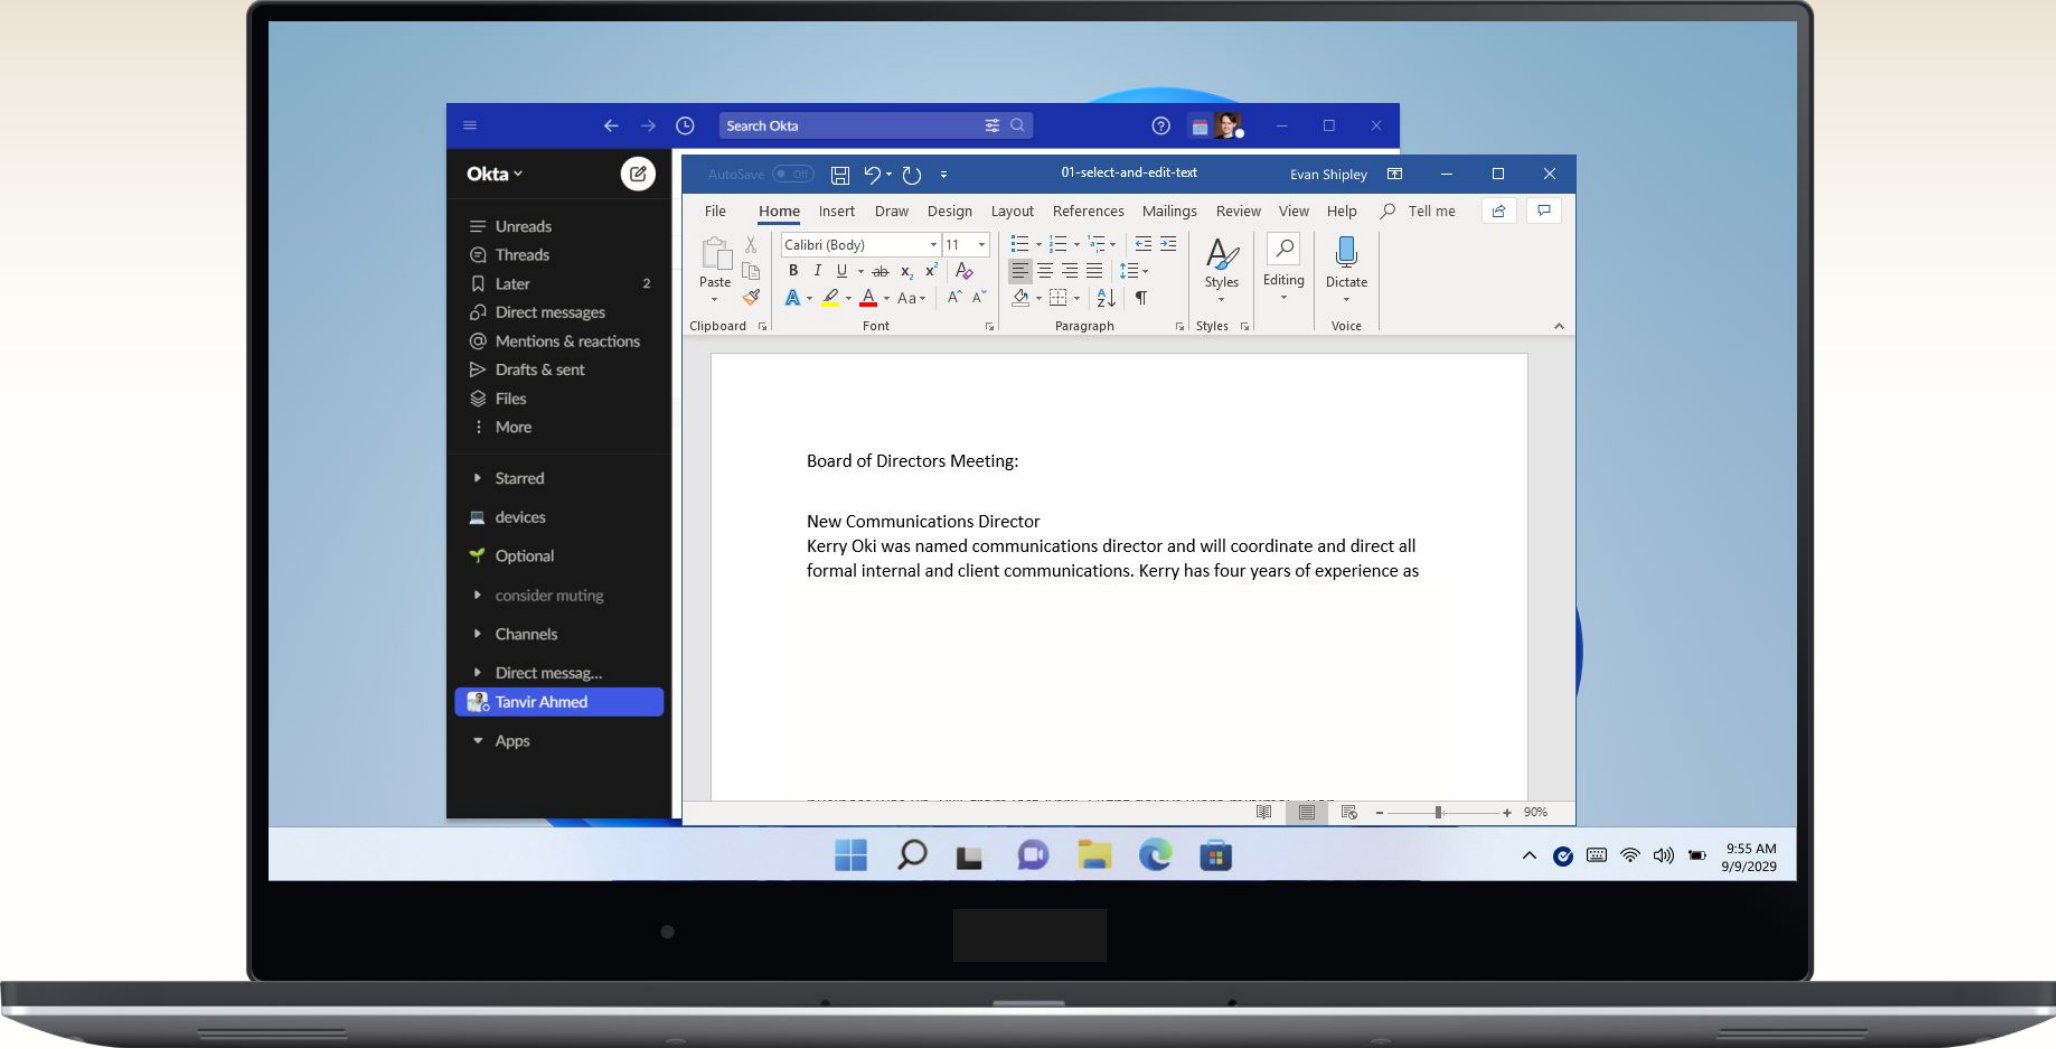 Search Okta
Okta
Unreads
Threads
Later 2
Direct messages
Mentions & reactions
Drafts & sent
Files
More
Starred
devices
Optional
consider muting
Channels
Direct messag...
Tanvir Ahmed
Apps
AutoSave Off
01-select-and-edit-text
Evan Shipley
File Home Insert Draw Design Layout References Mailings Review View Help Tell me
Calibri (Body) 11
B I U ab x₂ x²
A A Aa A A
Paste
Styles
Editing
Dictate
Clipboard Font Paragraph Styles Voice
Board of Directors Meeting:
New Communications Director
Kerry Oki was named communications director and will coordinate and direct all
formal internal and client communications. Kerry has four years of experience as
90%
9:55 AM
9/9/2029